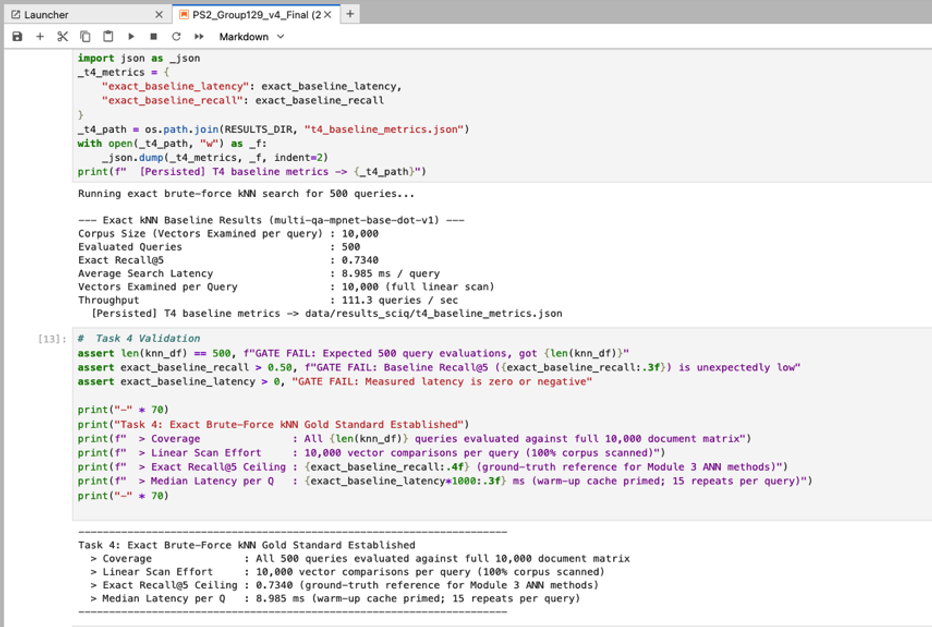 Launcher
PS2_Group129_v4_Final (2
Markdown
import json as _json
_t4_metrics = {
    "exact_baseline_latency": exact_baseline_latency,
    "exact_baseline_recall": exact_baseline_recall
}
_t4_path = os.path.join(RESULTS_DIR, "t4_baseline_metrics.json")
with open(_t4_path, "w") as _f:
    _json.dump(_t4_metrics, _f, indent=2)
print(f"  [Persisted] T4 baseline metrics -> {_t4_path}")
Running exact brute-force kNN search for 500 queries...
--- Exact kNN Baseline Results (multi-qa-mpnet-base-dot-v1) ---
Corpus Size (Vectors Examined per query) : 10,000
Evaluated Queries                        : 500
Exact Recall@5                           : 0.7340
Average Search Latency                   : 8.985 ms / query
Vectors Examined per Query               : 10,000 (full linear scan)
Throughput                               : 111.3 queries / sec
  [Persisted] T4 baseline metrics -> data/results_sciq/t4_baseline_metrics.json
[13]:
#  Task 4 Validation
assert len(knn_df) == 500, f"GATE FAIL: Expected 500 query evaluations, got {len(knn_df)}"
assert exact_baseline_recall > 0.50, f"GATE FAIL: Baseline Recall@5 ({exact_baseline_recall:.3f}) is unexpectedly low"
assert exact_baseline_latency > 0, "GATE FAIL: Measured latency is zero or negative"
print("-" * 70)
print("Task 4: Exact Brute-Force kNN Gold Standard Established")
print(f"  > Coverage              : All {len(knn_df)} queries evaluated against full 10,000 document matrix")
print(f"  > Linear Scan Effort    : 10,000 vector comparisons per query (100% corpus scanned)")
print(f"  > Exact Recall@5 Ceiling : {exact_baseline_recall:.4f} (ground-truth reference for Module 3 ANN methods)")
print(f"  > Median Latency per Q   : {exact_baseline_latency*1000:.3f} ms (warm-up cache primed; 15 repeats per query)")
print("-" * 70)
----------------------------------------------------------------------
Task 4: Exact Brute-Force kNN Gold Standard Established
  > Coverage              : All 500 queries evaluated against full 10,000 document matrix
  > Linear Scan Effort    : 10,000 vector comparisons per query (100% corpus scanned)
  > Exact Recall@5 Ceiling : 0.7340 (ground-truth reference for Module 3 ANN methods)
  > Median Latency per Q   : 8.985 ms (warm-up cache primed; 15 repeats per query)
----------------------------------------------------------------------